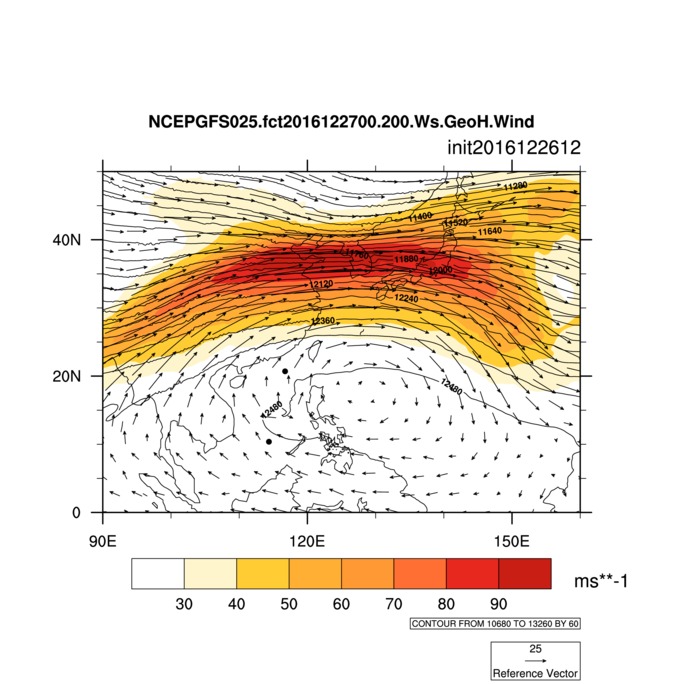 NCEPGFS025.fct2016122700.200.Ws.GeoH.Wind
init2016122612
11280
11400
11520
11640
40N
11760
11880
12000
12120
12240
12360
20N
12480
12480
0
90E 120E 150E
ms**-1
30 40 50 60 70 80 90
CONTOUR FROM 10680 TO 13260 BY 60
25
Reference Vector